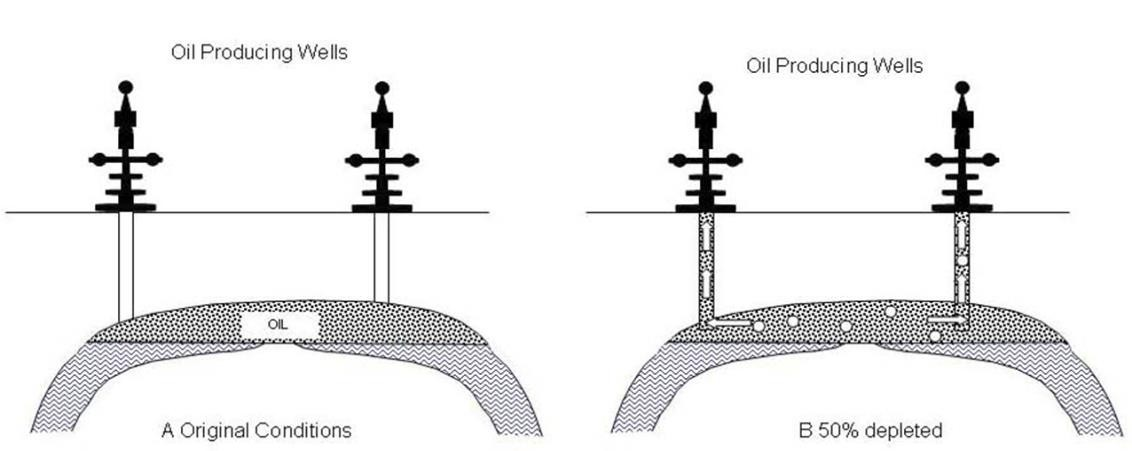 Oil Producing Wells
OIL
A Original Conditions
Oil Producing Wells
B 50% depleted